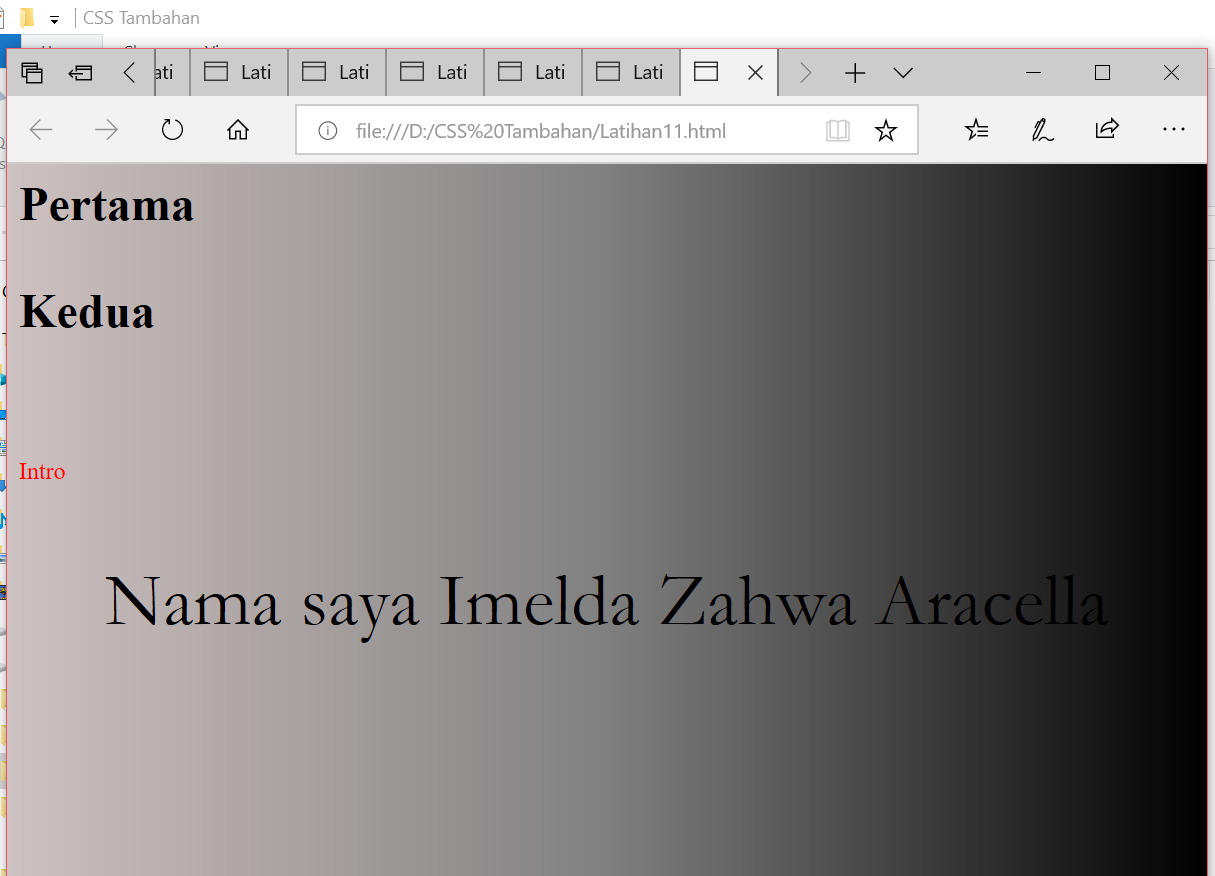 CSS Tambahan
ati Lati Lati Lati Lati Lati
file:///D:/CSS%20Tambahan/Latihan11.html
Pertama
Kedua
Intro
Nama saya Imelda Zahwa Aracella